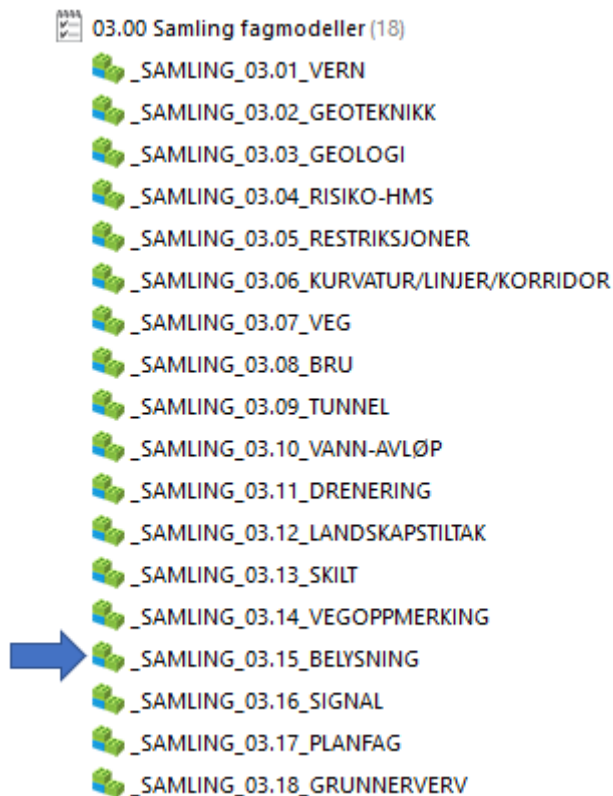 03.00 Samling fagmodeller (18)
_SAMLING_03.01_VERN
_SAMLING_03.02_GEOTEKNIKK
_SAMLING_03.03_GEOLOGI
_SAMLING_03.04_RISIKO-HMS
_SAMLING_03.05_RESTRIKSJONER
_SAMLING_03.06_KURVATUR/LINJER/KORRIDOR
_SAMLING_03.07_VEG
_SAMLING_03.08_BRU
_SAMLING_03.09_TUNNEL
_SAMLING_03.10_VANN-AVLØP
_SAMLING_03.11_DRENERING
_SAMLING_03.12_LANDSKAPSTILTAK
_SAMLING_03.13_SKILT
_SAMLING_03.14_VEGOPPMERKING
_SAMLING_03.15_BELYSNING
_SAMLING_03.16_SIGNAL
_SAMLING_03.17_PLANFAG
_SAMLING_03.18_GRUNNERVERV